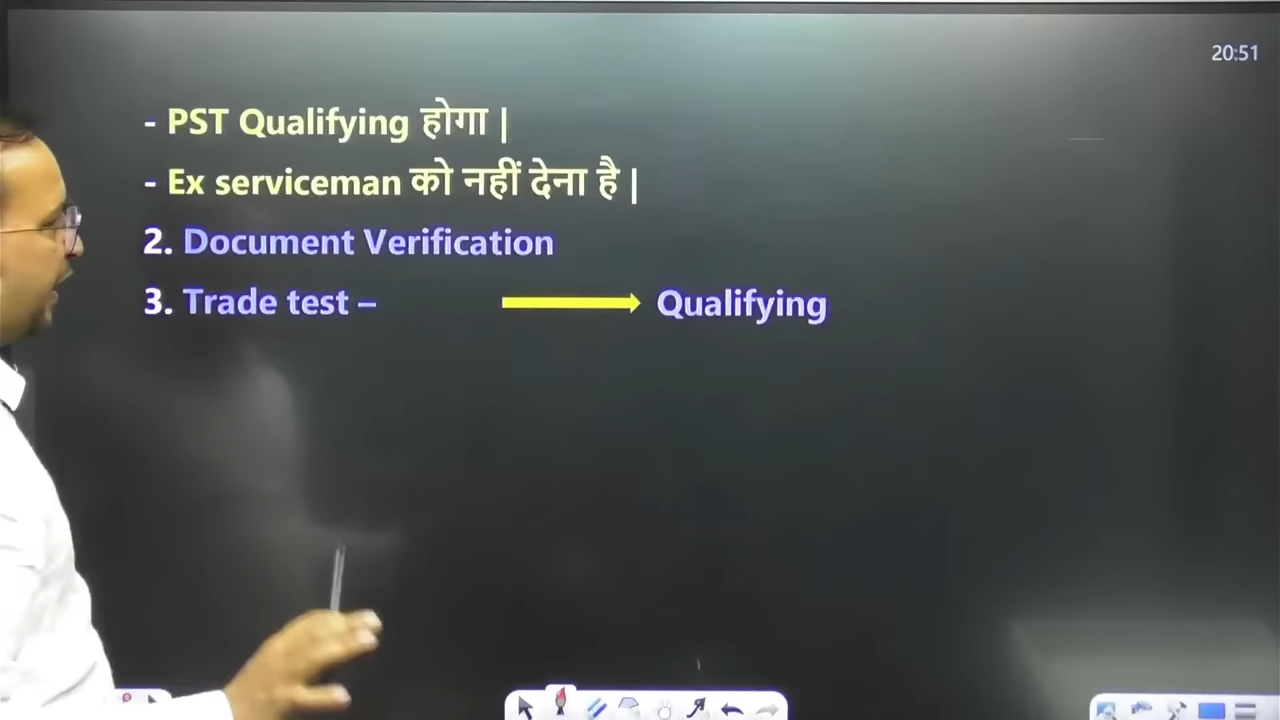 20:51
- PST Qualifying होगा |
- Ex serviceman को नहीं देना है |
2. Document Verification
3. Trade test – Qualifying